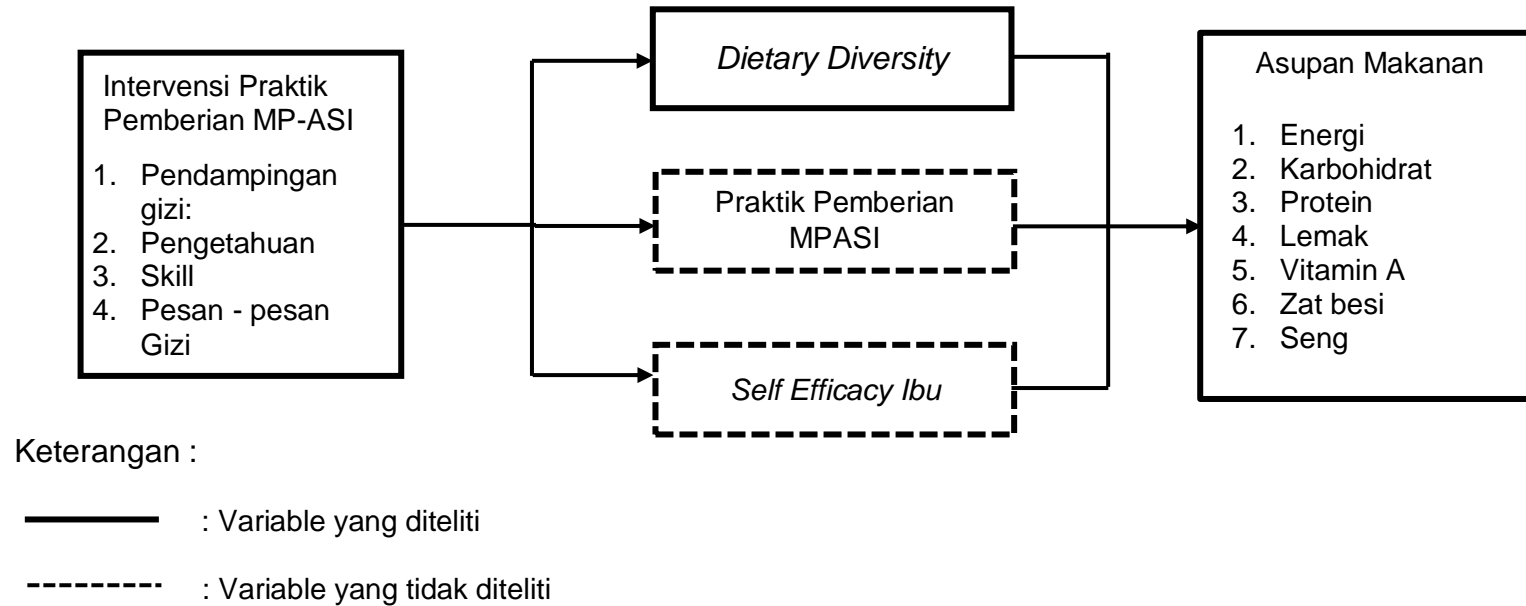 Intervensi Praktik
Pemberian MP-ASI
1. Pendampingan
gizi:
2. Pengetahuan
3. Skill
4. Pesan - pesan
Gizi
Dietary Diversity
Praktik Pemberian
MPASI
Self Efficacy Ibu
Asupan Makanan
1. Energi
2. Karbohidrat
3. Protein
4. Lemak
5. Vitamin A
6. Zat besi
7. Seng
Keterangan :
: Variable yang diteliti
: Variable yang tidak diteliti